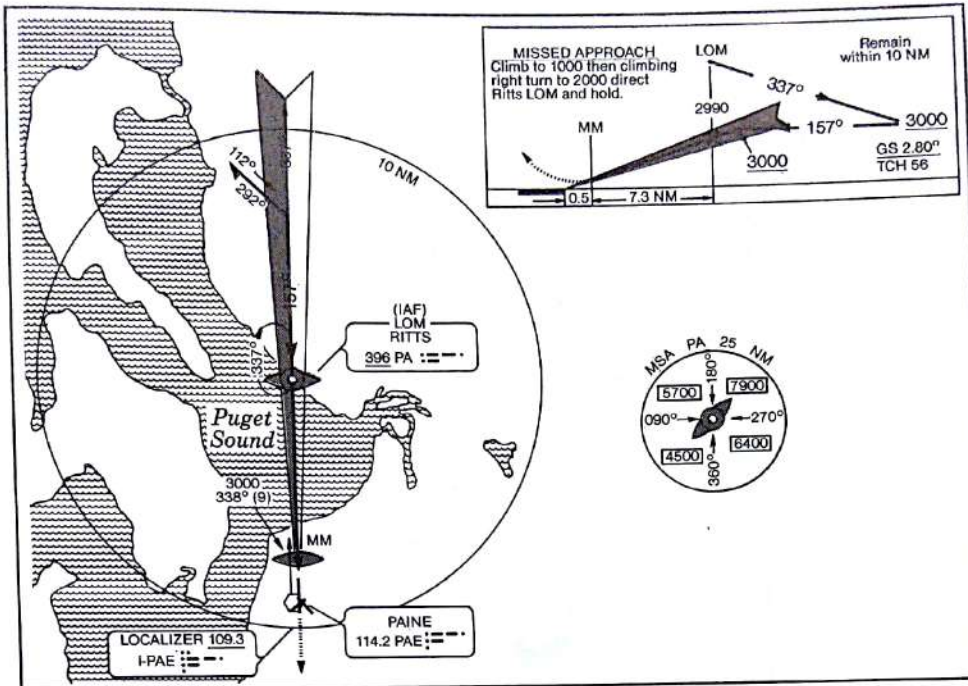 MISSED APPROACH
Climb to 1000 then climbing
right turn to 2000 direct
Ritts LOM and hold.
LOM
Remain
within 10 NM
337°
2990
MM
157°
3000
3000
GS 2.80°
TCH 56
0.5
7.3 NM
10 NM
112°
292°
157°
337°
(IAF)
LOM
RITTS
396 PA
Puget
Sound
3000
338° (9)
MM
PAINE
114.2 PAE
LOCALIZER 109.3
I-PAE
MSA PA 25 NM
180°
5700
7900
090°
270°
4500
6400
360°